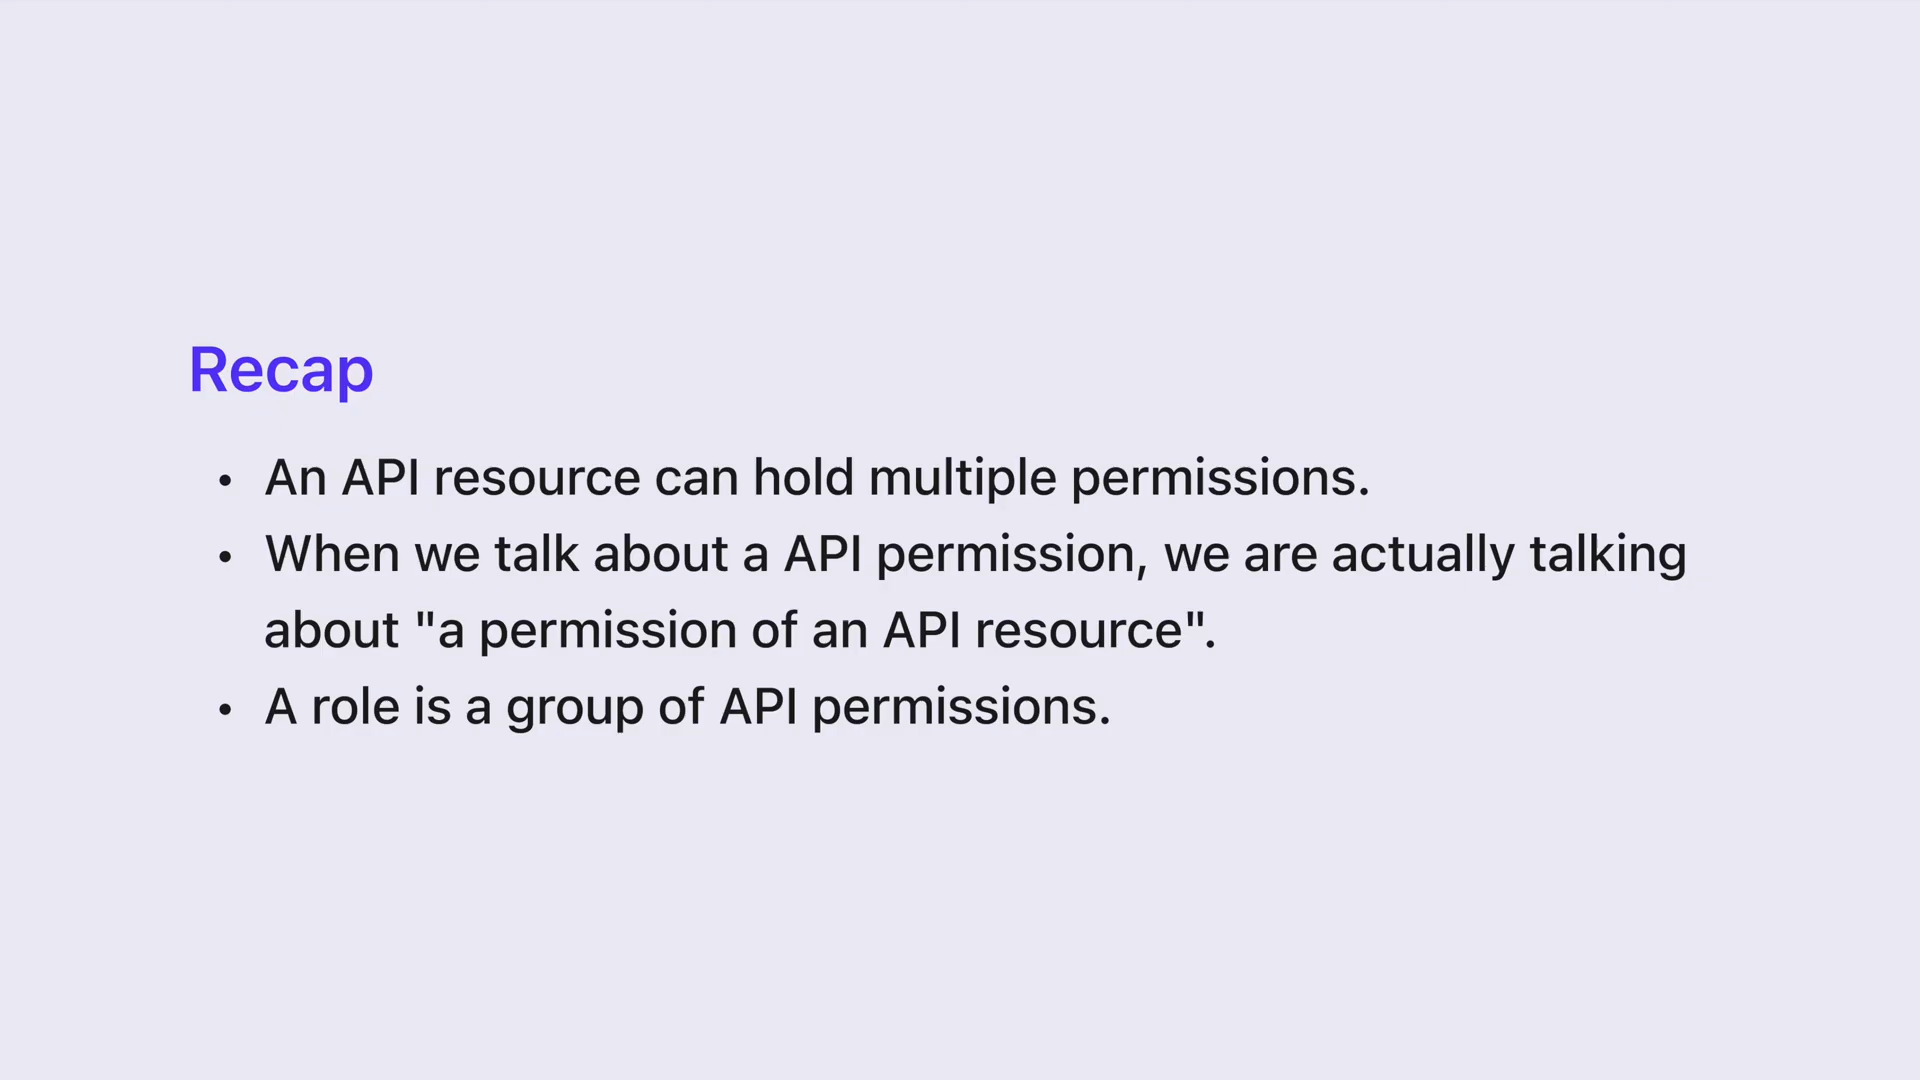 Recap
• An API resource can hold multiple permissions.
• When we talk about a API permission, we are actually talking
about "a permission of an API resource".
• A role is a group of API permissions.